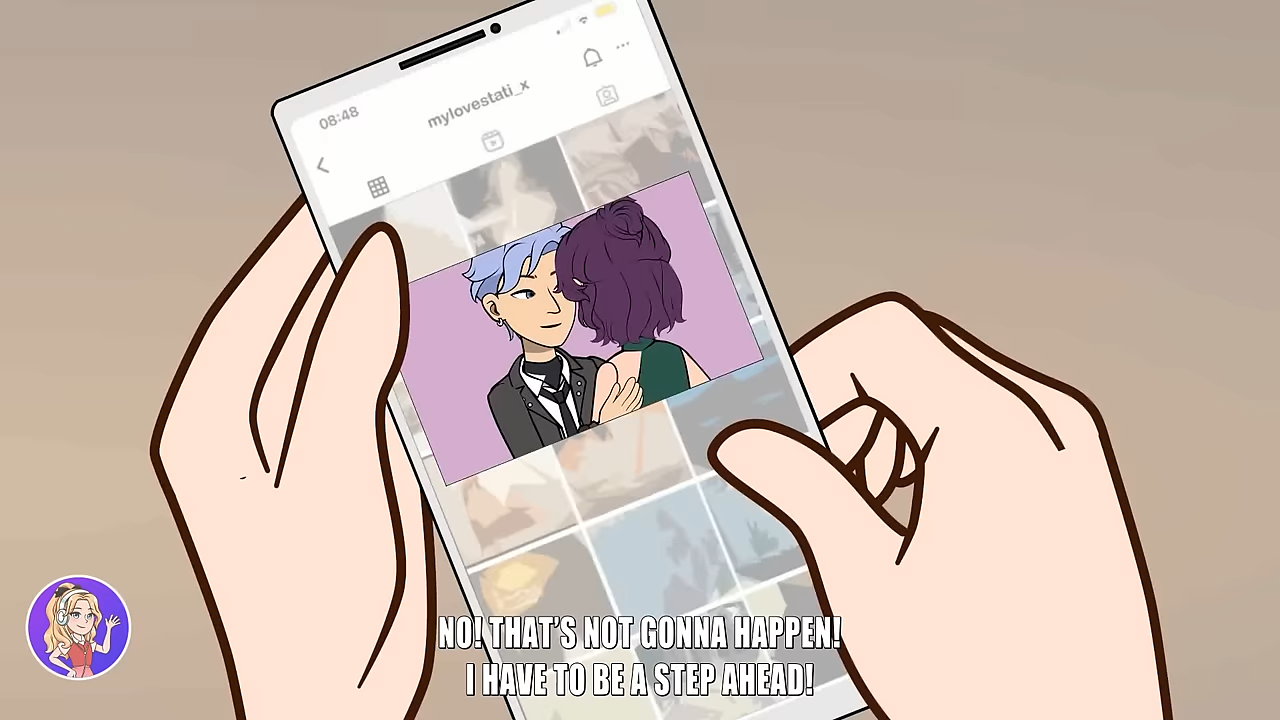 08:48
mylovestati_x
NO! THAT'S NOT GONNA HAPPEN!
I HAVE TO BE A STEP AHEAD!